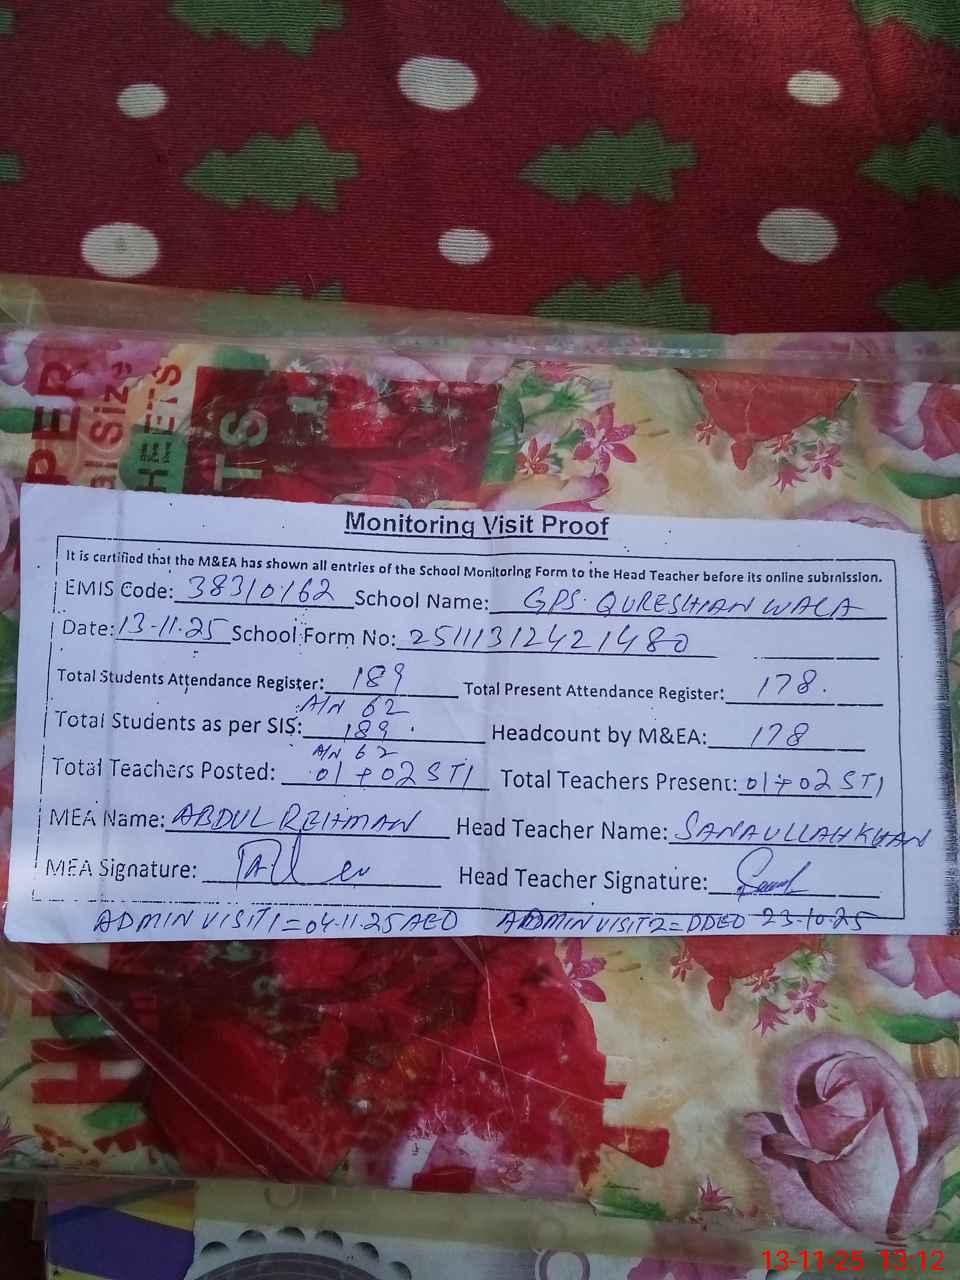 PER
al Size
HEETS
TS
Monitoring Visit Proof
It is certified that the M&EA has shown all entries of the School Monitoring Form to the Head Teacher before its online submission.
EMIS Code: 38310162 School Name: GPS. QURESHIAN WALA
Date: 13-11-25 School Form No: 25111312421480
Total Students Attendance Register: 189 Total Present Attendance Register: 178.
A/N 62
Total Students as per SIS: 189. Headcount by M&EA: 178
A/N 62
Total Teachers Posted: 01+02 STI Total Teachers Present: 01+02 STI
MEA Name: ABDUL REHMAN Head Teacher Name: SANAULLAH KHAN
MEA Signature: Head Teacher Signature:
ADMIN VISIT1=04-11-25 AEO ADMIN VISIT2=DDEO 23-10-25
13-11-25 13:12